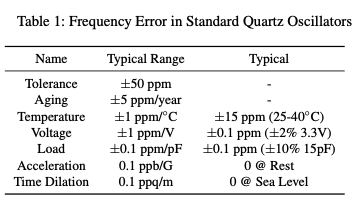 Table 1: Frequency Error in Standard Quartz Oscillators
Name Typical Range Typical
Tolerance ±50 ppm -
Aging ±5 ppm/year -
Temperature ±1 ppm/°C ±15 ppm (25-40°C)
Voltage ±1 ppm/V ±0.1 ppm (±2% 3.3V)
Load ±0.1 ppm/pF ±0.1 ppm (±10% 15pF)
Acceleration 0.1 ppb/G 0 @ Rest
Time Dilation 0.1 ppq/m 0 @ Sea Level